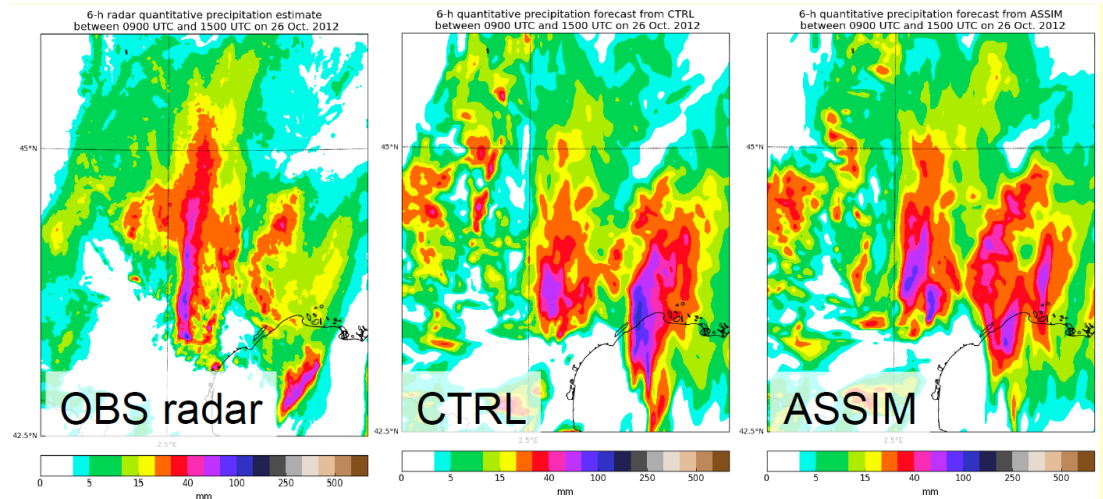 6-h radar quantitative precipitation estimate
between 0900 UTC and 1500 UTC on 26 Oct. 2012
45°N
42.5°N
2.5°E
OBS radar
0 5 15 40 100 250 500
mm
6-h quantitative precipitation forecast from CTRL
between 0900 UTC and 1500 UTC on 26 Oct. 2012
45°N
42.5°N
2.5°E
CTRL
0 5 15 40 100 250 500
mm
6-h quantitative precipitation forecast from ASSIM
between 0900 UTC and 1500 UTC on 26 Oct. 2012
45°N
42.5°N
2.5°E
ASSIM
0 5 15 40 100 250 500
mm